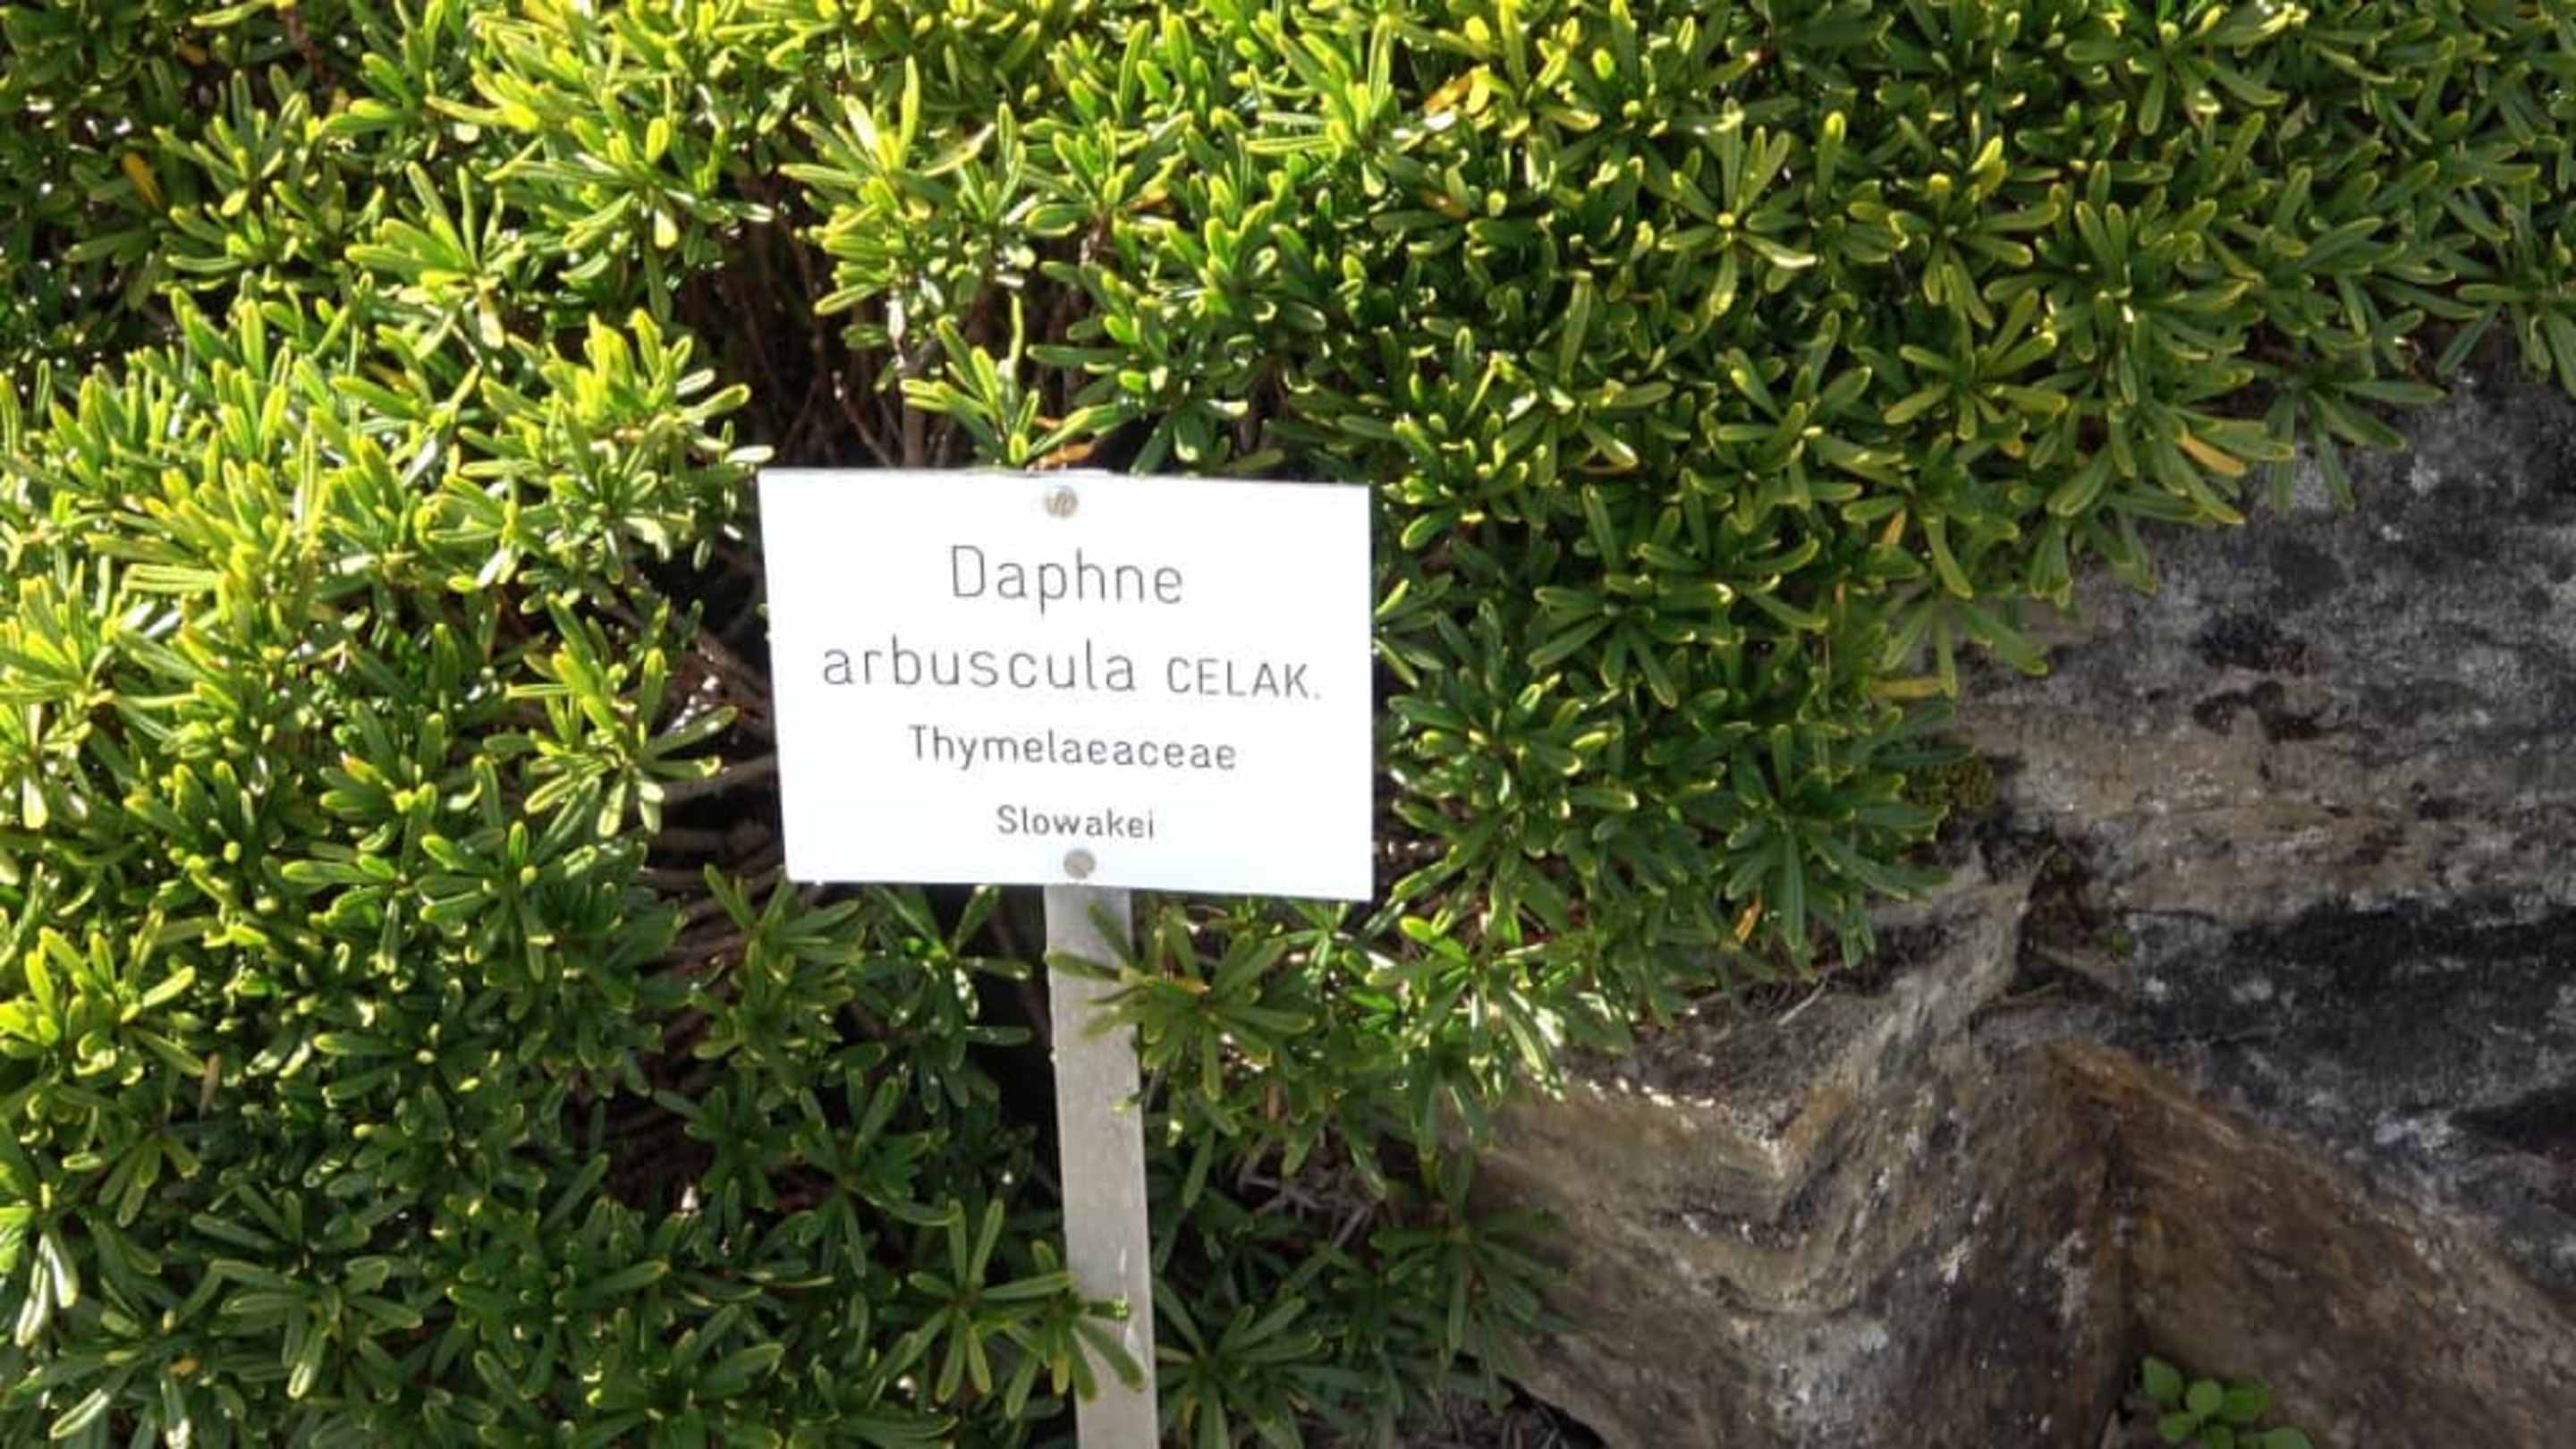 Daphne
arbuscula CELAK.
Thymelaeaceae
Slowakei